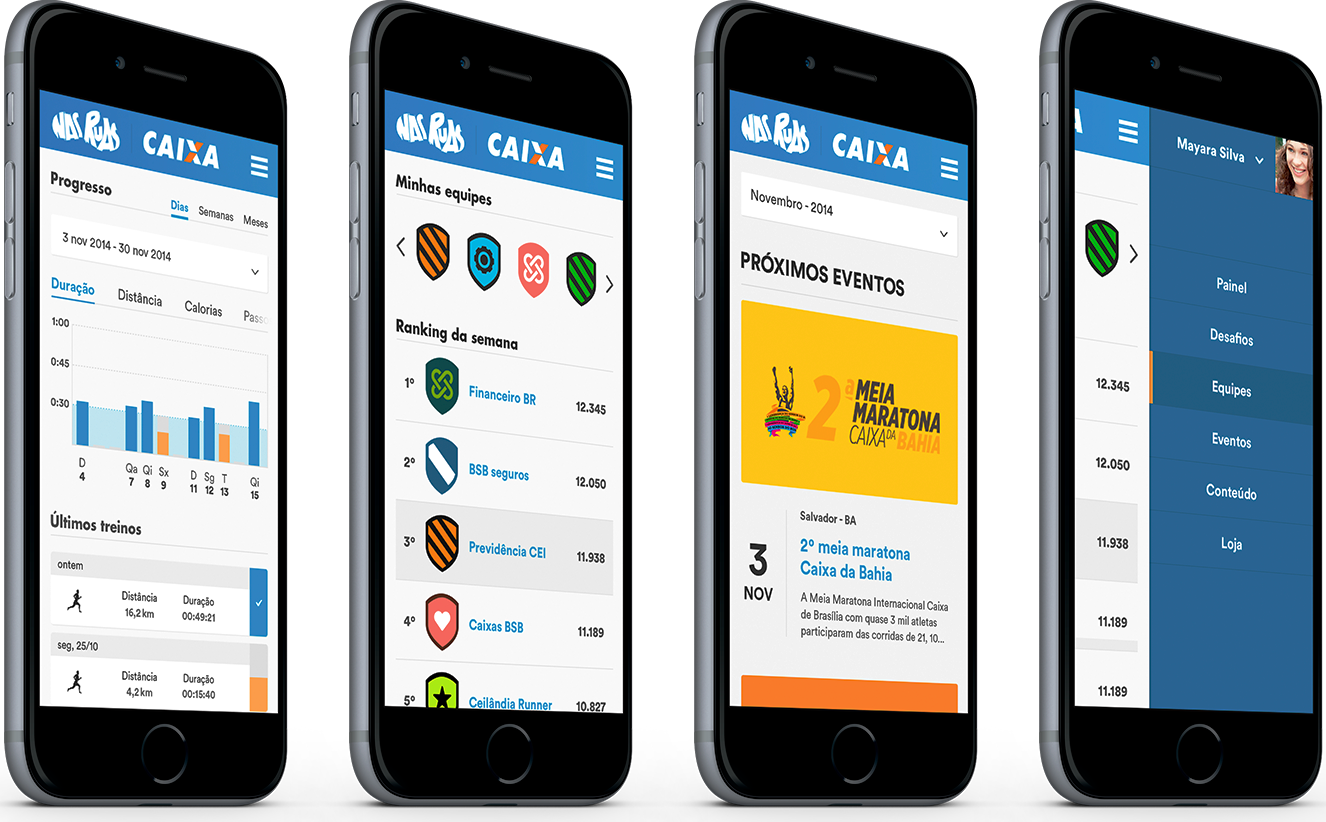 NAS RUAS CAIXA
Progresso
Dias Semanas Meses
3 nov 2014 - 30 nov 2014
Duração Distância Calorias Pass
1:00
0:45
0:30
D Qa Qi Sx D Sg T Qi
4 7 8 9 11 12 13 15
Últimos treinos
ontem
Distância Duração
16,2 km 00:49:21
seg, 25/10
Distância Duração
4,2 km 00:15:40
NAS RUAS CAIXA
Minhas equipes
Ranking da semana
1º Financeiro BR 12.345
2º BSB seguros 12.050
3º Previdência CEI 11.938
4º Caixas BSB 11.189
5º Ceilândia Runner 10.827
NAS RUAS CAIXA
Novembro - 2014
PRÓXIMOS EVENTOS
2ª MEIA
MARATONA
CAIXA DA BAHIA
Salvador - BA
3
NOV
2º meia maratona
Caixa da Bahia
A Meia Maratona Internacional Caixa
de Brasília com quase 3 mil atletas
participaram das corridas de 21, 10...
A
12.345
12.050
11.938
11.189
11.189
Mayara Silva
Painel
Desafios
Equipes
Eventos
Conteúdo
Loja